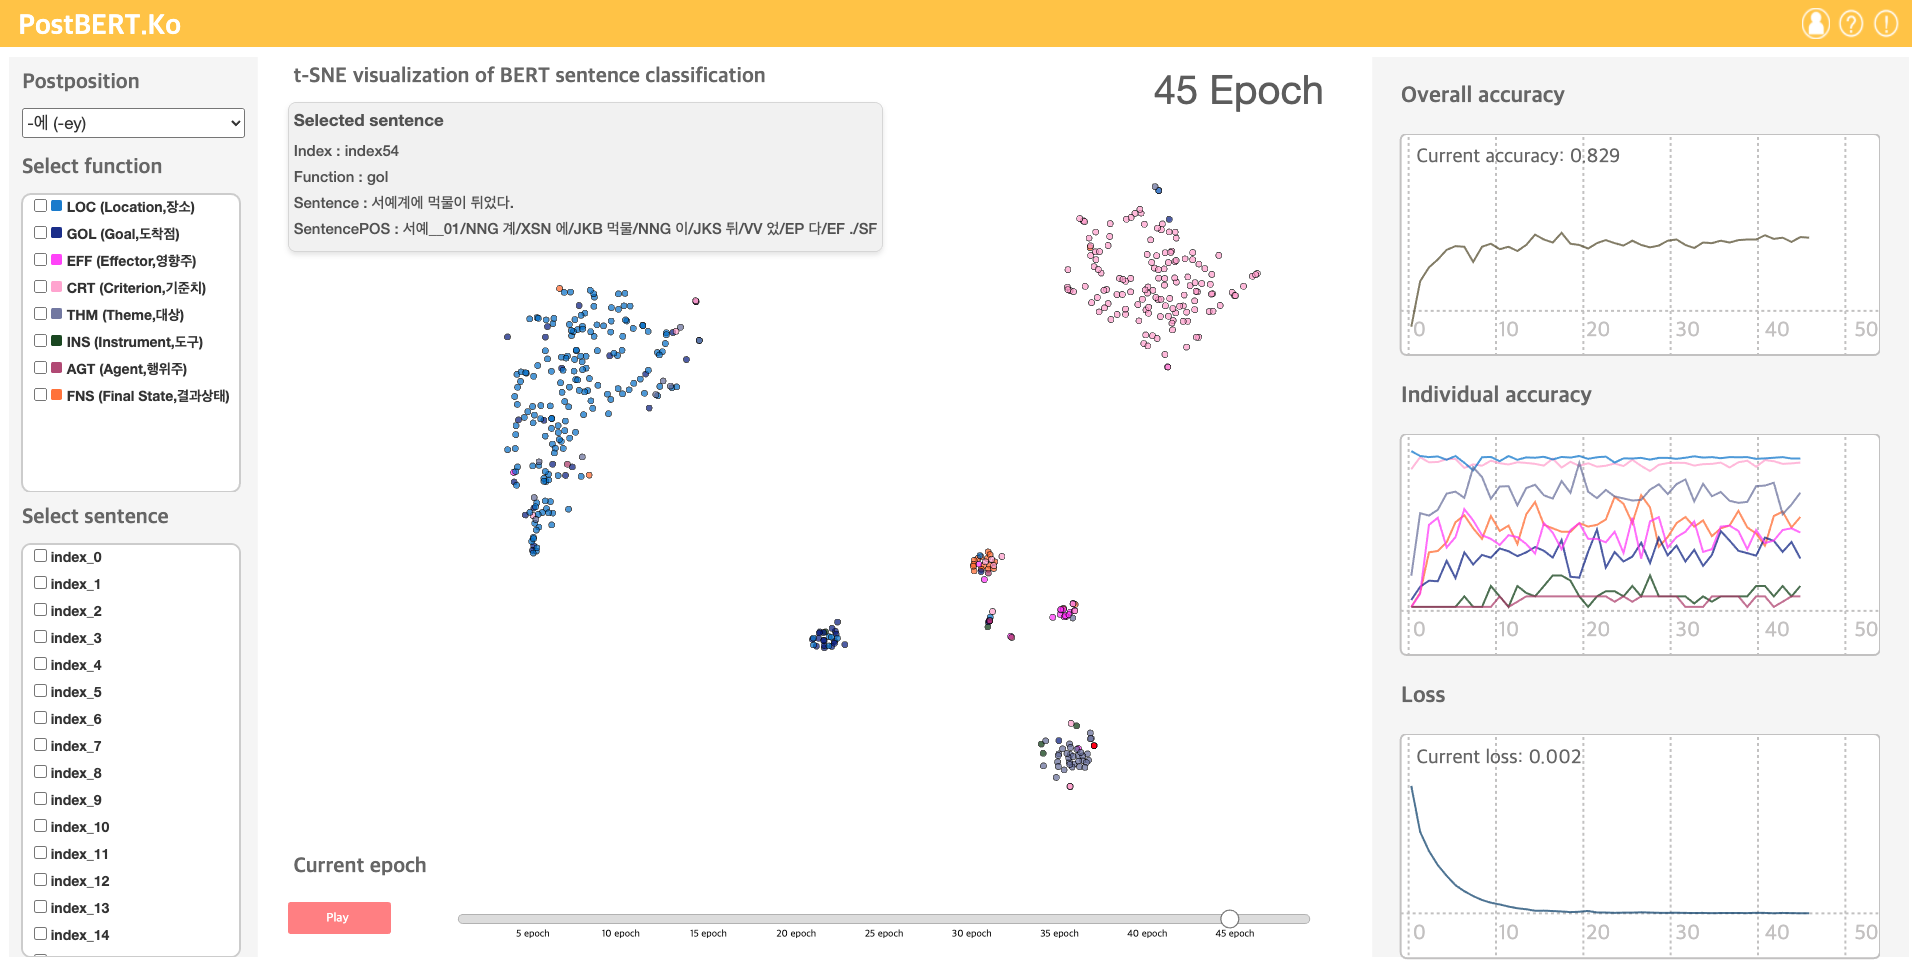 PostBERT.Ko
Postposition
-에 (-ey)
Select function
LOC (Location,장소)
GOL (Goal,도착점)
EFF (Effector,영향주)
CRT (Criterion,기준치)
THM (Theme,대상)
INS (Instrument,도구)
AGT (Agent,행위주)
FNS (Final State,결과상태)
Select sentence
index_0
index_1
index_2
index_3
index_4
index_5
index_6
index_7
index_8
index_9
index_10
index_11
index_12
index_13
index_14
t-SNE visualization of BERT sentence classification
45 Epoch
Selected sentence
Index : index54
Function : gol
Sentence : 서예계에 먹물이 튀었다.
SentencePOS : 서예__01/NNG 계/XSN 에/JKB 먹물/NNG 이/JKS 튀/VV 었/EP 다/EF ./SF
Current epoch
Play
5 epoch 10 epoch 15 epoch 20 epoch 25 epoch 30 epoch 35 epoch 40 epoch 45 epoch
Overall accuracy
Current accuracy: 0.829
0 10 20 30 40 50
Individual accuracy
0 10 20 30 40 50
Loss
Current loss: 0.002
0 10 20 30 40 50